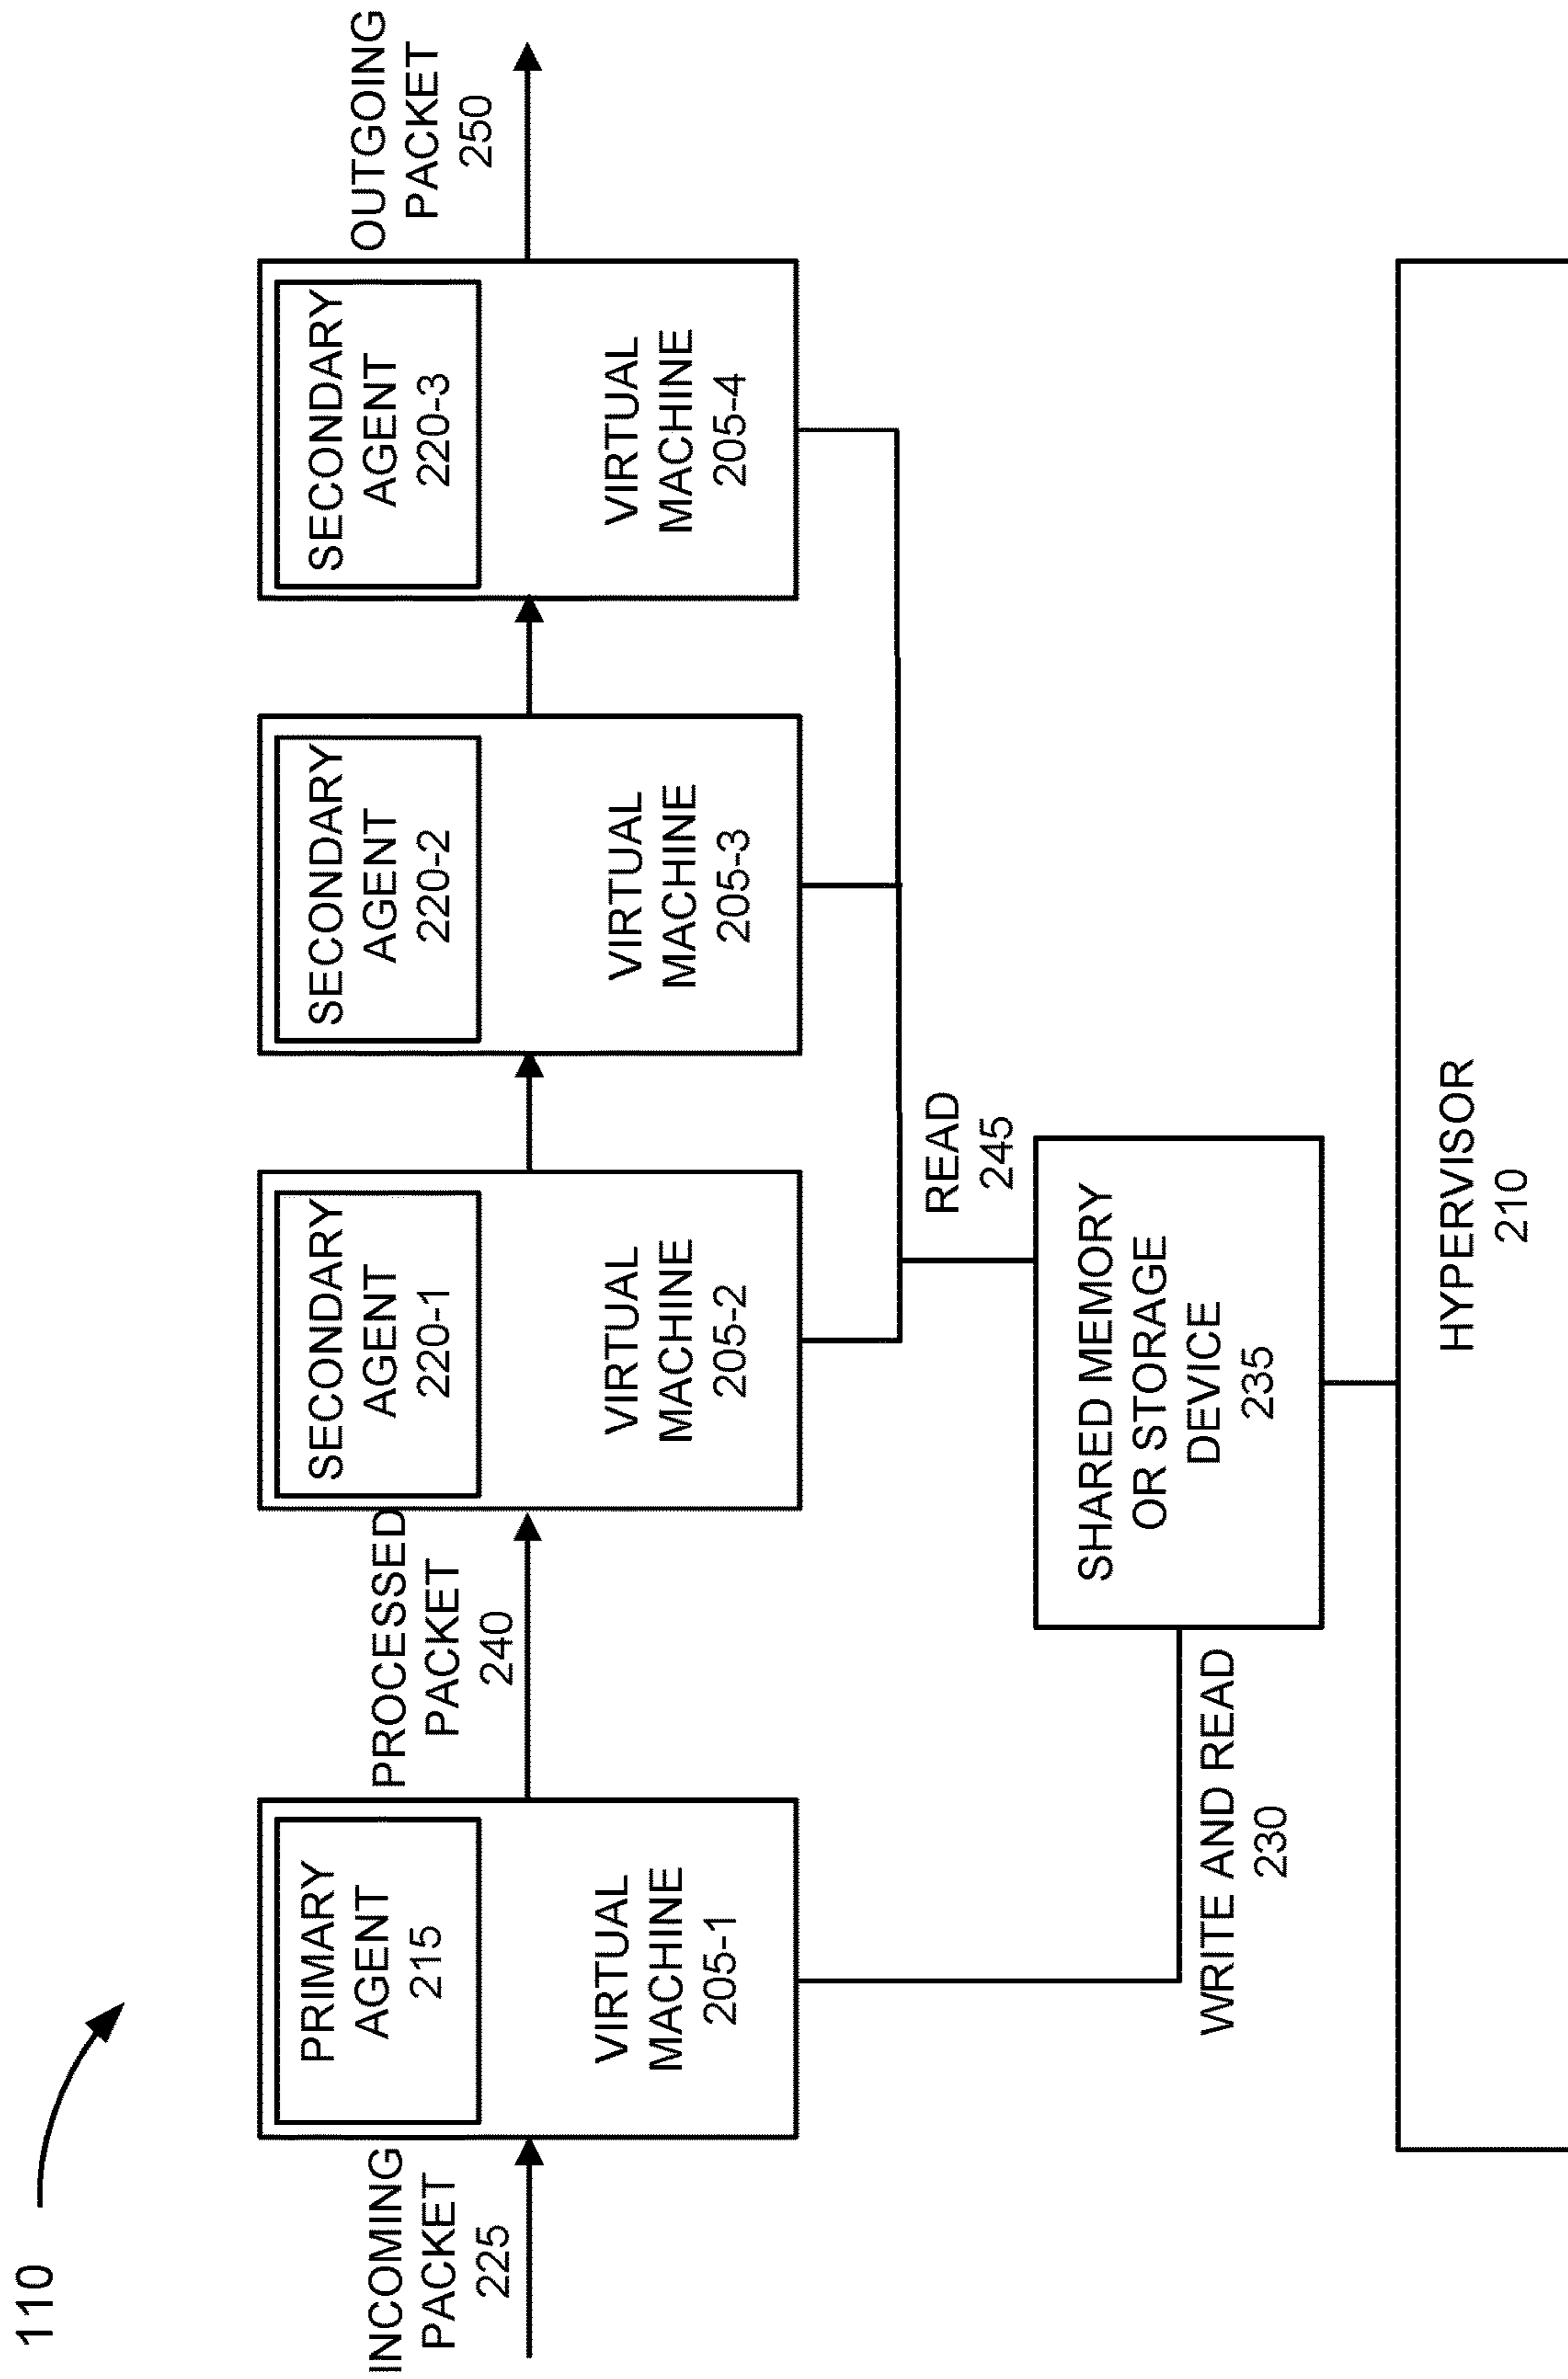 110
INCOMING
PACKET
225
PRIMARY
AGENT
215
VIRTUAL
MACHINE
205-1
PROCESSED
PACKET
240
SECONDARY
AGENT
220-1
VIRTUAL
MACHINE
205-2
SECONDARY
AGENT
220-2
VIRTUAL
MACHINE
205-3
SECONDARY
AGENT
220-3
VIRTUAL
MACHINE
205-4
OUTGOING
PACKET
250
WRITE AND READ
230
SHARED MEMORY
OR STORAGE
DEVICE
235
READ
245
HYPERVISOR
210